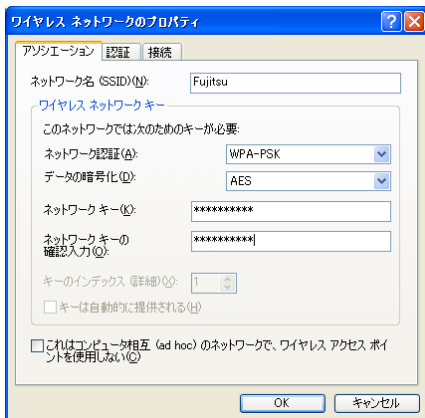 ワイヤレス ネットワークのプロパティ
アソシエーション 認証 接続
ネットワーク名 (SSID)(N): Fujitsu
ワイヤレス ネットワーク キー
このネットワークでは次のためのキーが必要:
ネットワーク認証(A): WPA-PSK
データの暗号化(D): AES
ネットワーク キー(K): **********
ネットワーク キーの
確認入力(O): **********
キーのインデックス (詳細)(X): 1
キーは自動的に提供される(H)
これはコンピュータ相互 (ad hoc) のネットワークで、ワイヤレス アクセス ポイ
ントを使用しない(C)
OK キャンセル